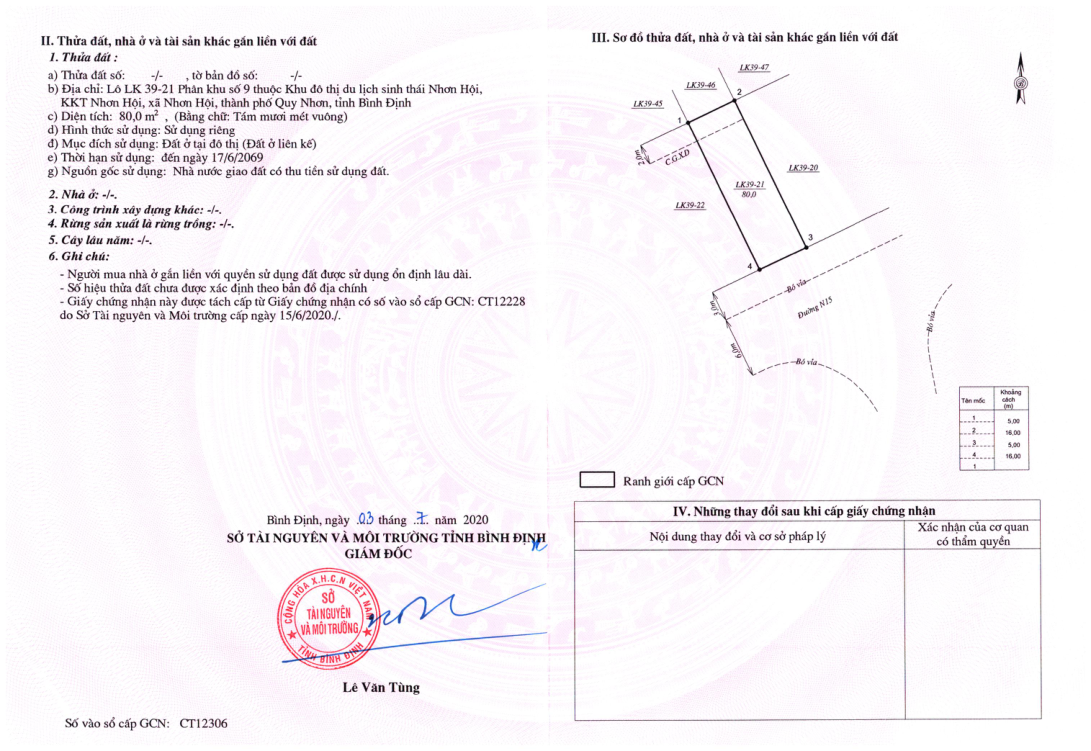 II. Thửa đất, nhà ở và tài sản khác gắn liền với đất
1. Thửa đất :
a) Thửa đất số: -/- , tờ bản đồ số: -/-
b) Địa chỉ: Lô LK 39-21 Phân khu số 9 thuộc Khu đô thị du lịch sinh thái Nhơn Hội,
KKT Nhơn Hội, xã Nhơn Hội, thành phố Quy Nhơn, tỉnh Bình Định
c) Diện tích: 80,0 m² , (Bằng chữ: Tám mươi mét vuông)
d) Hình thức sử dụng: Sử dụng riêng
đ) Mục đích sử dụng: Đất ở tại đô thị (Đất ở liên kế)
e) Thời hạn sử dụng: đến ngày 17/6/2069
g) Nguồn gốc sử dụng: Nhà nước giao đất có thu tiền sử dụng đất.
2. Nhà ở: -/-.
3. Công trình xây dựng khác: -/-.
4. Rừng sản xuất là rừng trồng: -/-.
5. Cây lâu năm: -/-.
6. Ghi chú:
- Người mua nhà ở gắn liền với quyền sử dụng đất được sử dụng ổn định lâu dài.
- Số hiệu thửa đất chưa được xác định theo bản đồ địa chính
- Giấy chứng nhận này được tách cấp từ Giấy chứng nhận có số vào sổ cấp GCN: CT12228
do Sở Tài nguyên và Môi trường cấp ngày 15/6/2020./.
Bình Định, ngày 03 tháng 7 năm 2020
SỞ TÀI NGUYÊN VÀ MÔI TRƯỜNG TỈNH BÌNH ĐỊNH
GIÁM ĐỐC
CỘNG HÒA X.H.C.N VIỆT NAM
SỞ
TÀI NGUYÊN
VÀ MÔI TRƯỜNG
TỈNH BÌNH ĐỊNH
Lê Văn Tùng
Số vào sổ cấp GCN: CT12306
III. Sơ đồ thửa đất, nhà ở và tài sản khác gắn liền với đất
LK39-47
LK39-46
2
LK39-45
1
2,0m
C.G.X.D
LK39-20
LK39-21
80,0
LK39-22
3
4
Bó vỉa
3,0m
Đường N15
Bó vỉa
6,0m
Bó vỉa
Tên mốc
Khoảng
cách
(m)
1
5,00
2
16,00
3
5,00
4
16,00
1
Ranh giới cấp GCN
IV. Những thay đổi sau khi cấp giấy chứng nhận
Nội dung thay đổi và cơ sở pháp lý
Xác nhận của cơ quan
có thẩm quyền